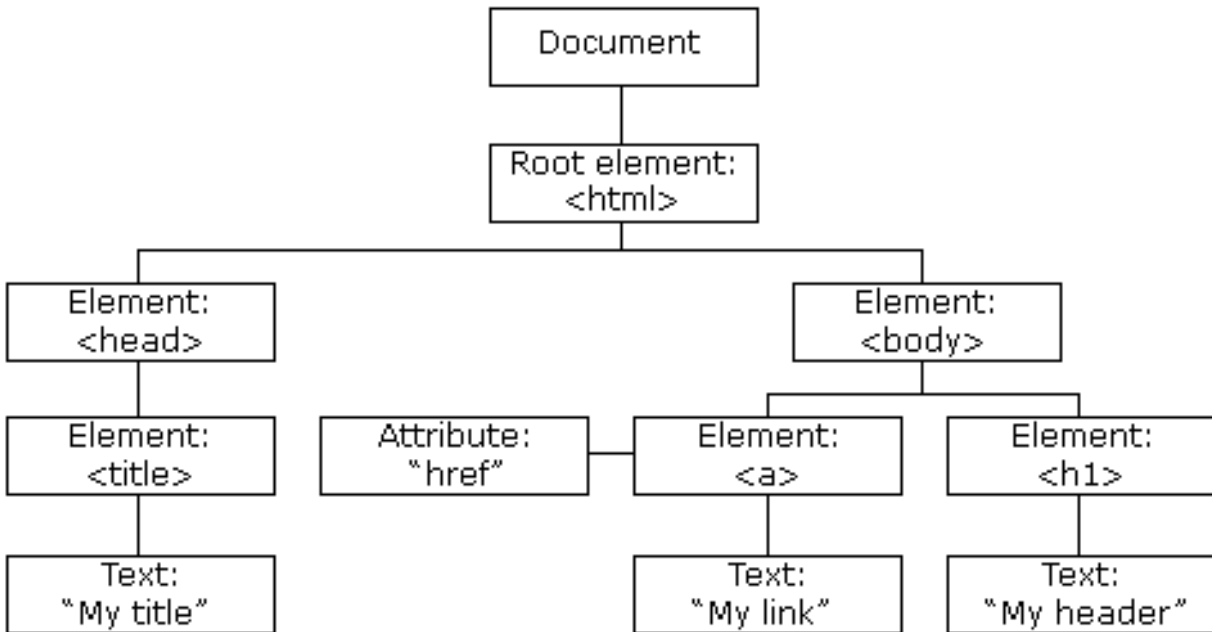 Document
Root element:
<html>
Element:
<head>
Element:
<body>
Element:
<title>
Attribute:
“href”
Element:
<a>
Element:
<h1>
Text:
“My title”
Text:
“My link”
Text:
“My header”